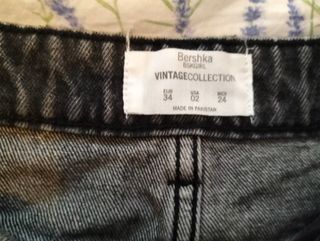 Bershka
BSKGIRL
VINTAGECOLLECTION
EUR USA MEX
34 02 24
MADE IN PAKISTAN